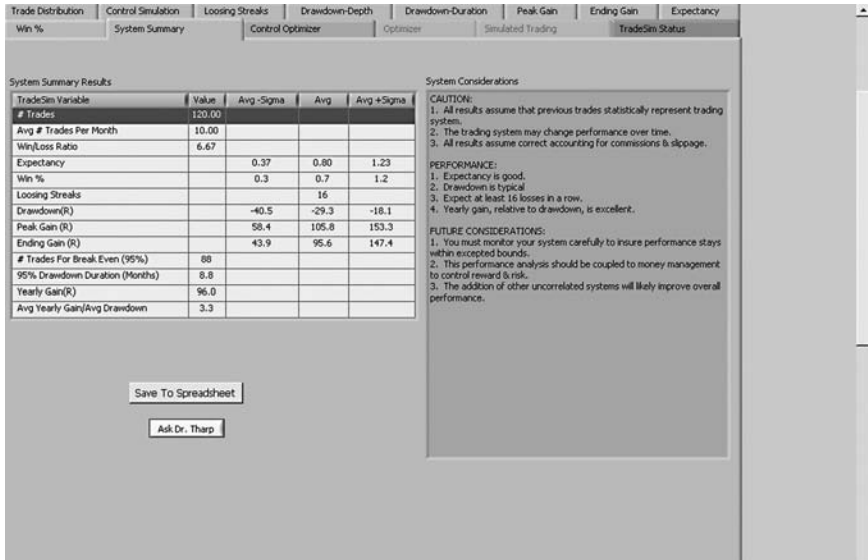 Trade Distribution Control Simulation Loosing Streaks Drawdown-Depth Drawdown-Duration Peak Gain Ending Gain Expectancy
Win % System Summary Control Optimizer Optimizer Simulated Trading TradeSim Status
System Summary Results
TradeSim Variable Value Avg -Sigma Avg Avg +Sigma
# Trades 120.00
Avg # Trades Per Month 10.00
Win/Loss Ratio 6.67
Expectancy 0.37 0.80 1.23
Win % 0.3 0.7 1.2
Loosing Streaks 16
Drawdown(R) -40.5 -29.3 -18.1
Peak Gain (R) 58.4 105.8 153.3
Ending Gain (R) 43.9 95.6 147.4
# Trades For Break Even (95%) 88
95% Drawdown Duration (Months) 8.8
Yearly Gain(R) 96.0
Avg Yearly Gain/Avg Drawdown 3.3
Save To Spreadsheet
Ask Dr. Tharp
System Considerations
CAUTION:
1. All results assume that previous trades statistically represent trading
system.
2. The trading system may change performance over time.
3. All results assume correct accounting for commissions & slippage.
PERFORMANCE:
1. Expectancy is good.
2. Drawdown is typical
3. Expect at least 16 losses in a row.
4. Yearly gain, relative to drawdown, is excellent.
FUTURE CONSIDERATIONS:
1. You must monitor your system carefully to insure performance stays
within excepted bounds.
2. This performance analysis should be coupled to money management
to control reward & risk.
3. The addition of other uncorrelated systems will likely improve overall
performance.